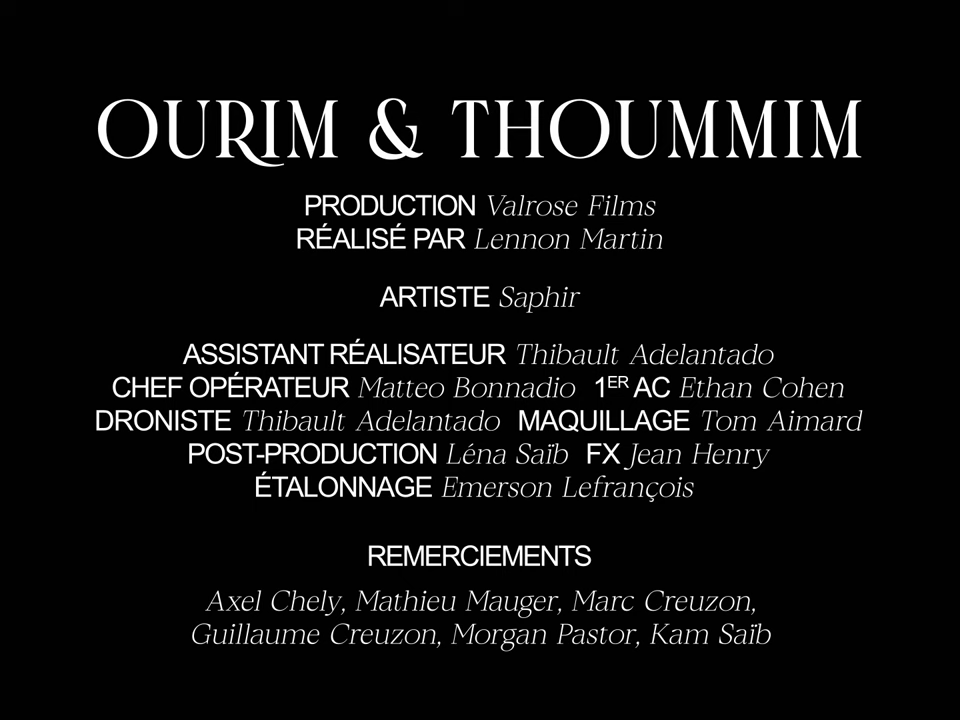 OURIM & THOUMMIM
PRODUCTION Valrose Films
RÉALISÉ PAR Lennon Martin
ARTISTE Saphir
ASSISTANT RÉALISATEUR Thibault Adelantado
CHEF OPÉRATEUR Matteo Bonnadio 1ER AC Ethan Cohen
DRONISTE Thibault Adelantado MAQUILLAGE Tom Aimard
POST-PRODUCTION Léna Saïb FX Jean Henry
ÉTALONNAGE Emerson Lefrançois
REMERCIEMENTS
Axel Chely, Mathieu Mauger, Marc Creuzon,
Guillaume Creuzon, Morgan Pastor, Kam Saïb